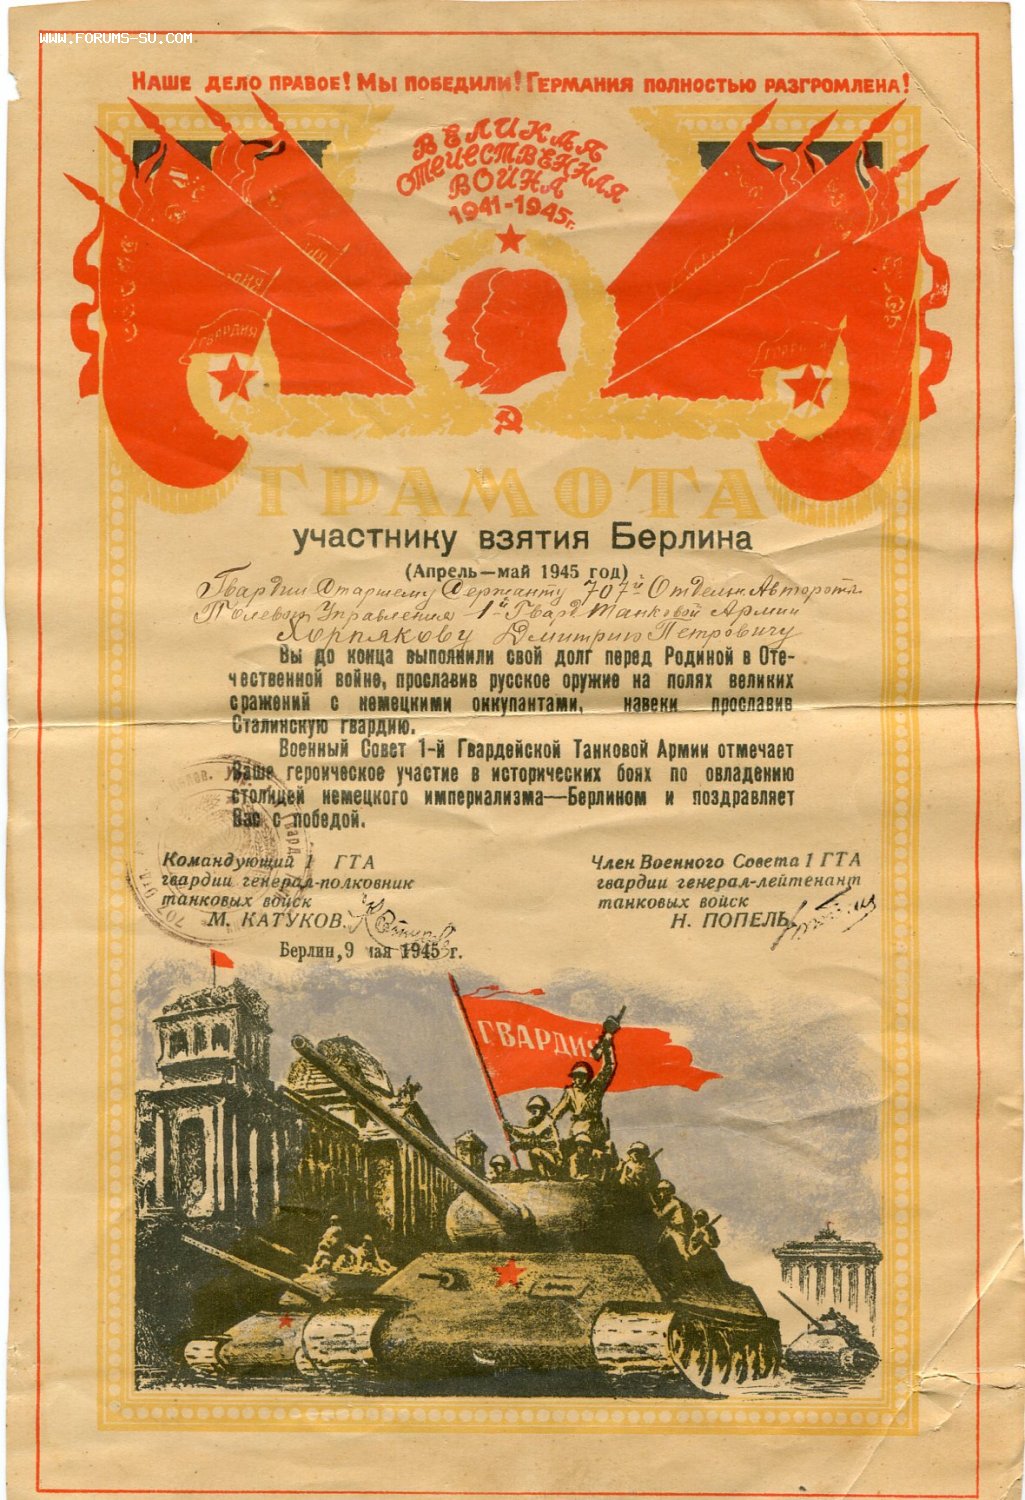 WWW.FORUMS-SU.COM
НАШЕ ДЕЛО ПРАВОЕ! МЫ ПОБЕДИЛИ! ГЕРМАНИЯ ПОЛНОСТЬЮ РАЗГРОМЛЕНА!
ВЕЛИКАЯ
ОТЕЧЕСТВЕННАЯ
ВОЙНА
1941-1945г.
ГВАРДИЯ
ГРАМОТА
участнику взятия Берлина
(Апрель—май 1945 год)
Гвардии Старшему Сержанту 707й Отдельн. Автороты
Полевого Управления 1й Гвард Танковой Армии
Дмитрию Петровичу
Вы до конца выполнили свой долг перед Родиной в Оте-
чественной войне, прославив русское оружие на полях великих
сражений с немецкими оккупантами, навеки прославив
Сталинскую гвардию.
Военный Совет 1-й Гвардейской Танковой Армии отмечает
Ваше героическое участие в исторических боях по овладению
столицей немецкого империализма—Берлином и поздравляет
Вас с победой.
Командующий 1 ГТА
гвардии генерал-полковник
танковых войск
М. КАТУКОВ.
Член Военного Совета 1 ГТА
гвардии генерал-лейтенант
танковых войск
Н. ПОПЕЛЬ
Берлин, 9 мая 1945 г.
ГВАРДИЯ